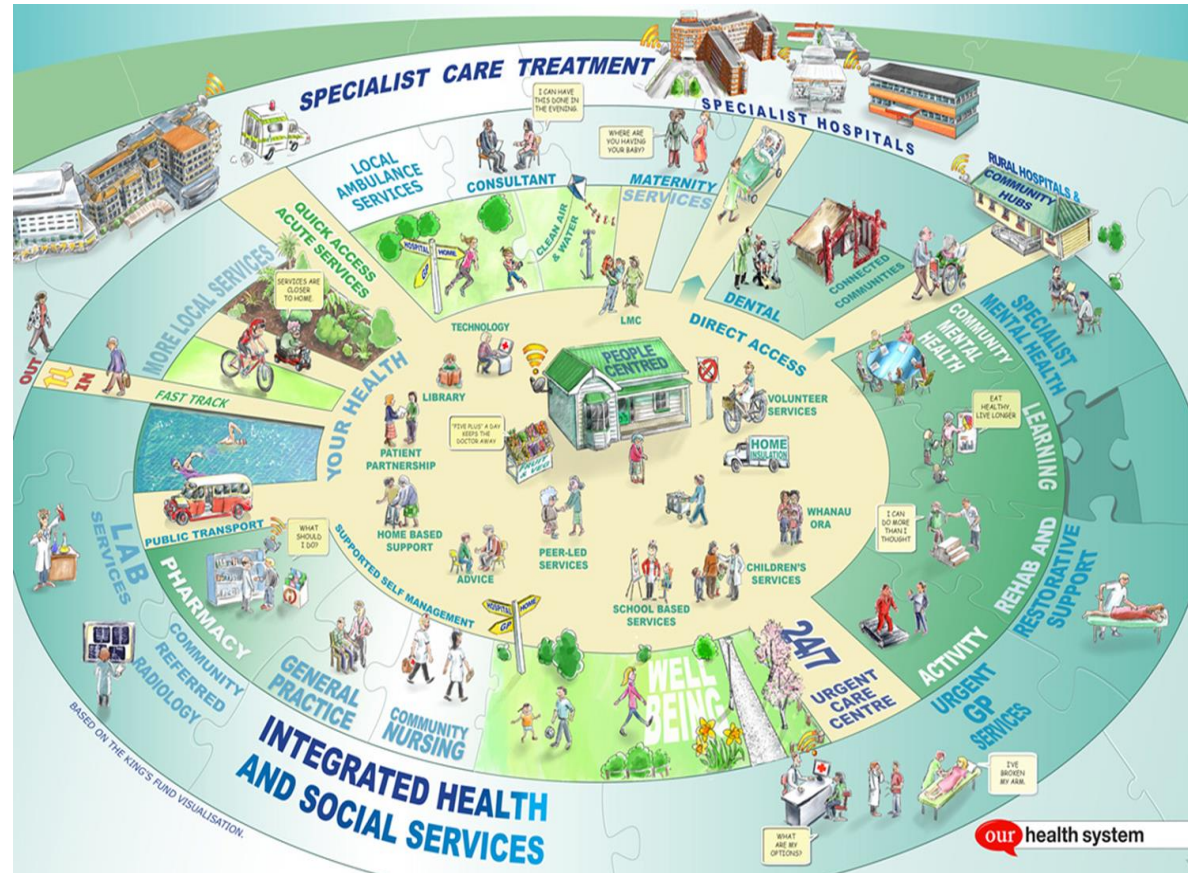 SPECIALIST CARE TREATMENT
SPECIALIST HOSPITALS
RURAL HOSPITALS &
COMMUNITY
HUBS
I CAN HAVE
THIS DONE IN
THE EVENING.
WHERE ARE
YOU HAVING
YOUR BABY?
LOCAL
AMBULANCE
SERVICES
CONSULTANT
MATERNITY
SERVICES
QUICK ACCESS
ACUTE SERVICES
HOSPITAL
HOME
GP
CLEAN AIR
& WATER
DENTAL
CONNECTED
COMMUNITIES
MORE LOCAL SERVICES
SERVICES ARE
CLOSER
TO HOME.
LMC
DIRECT ACCESS
COMMUNITY
MENTAL
HEALTH
SPECIALIST
MENTAL HEALTH
OUT
IN
FAST TRACK
YOUR HEALTH
TECHNOLOGY
LIBRARY
PEOPLE
CENTRED
VOLUNTEER
SERVICES
"FIVE PLUS" A DAY
KEEPS THE
DOCTOR AWAY
FRUIT
& VEG
HOME
INSULATION
PATIENT
PARTNERSHIP
EAT
HEALTHY,
LIVE LONGER
LEARNING
HOME BASED
SUPPORT
ADVICE
PEER-LED
SERVICES
WHANAU
ORA
CHILDREN'S
SERVICES
SCHOOL BASED
SERVICES
I CAN
DO MORE
THAN I
THOUGHT
REHAB AND
RESTORATIVE
SUPPORT
ACTIVITY
PUBLIC TRANSPORT
WHAT
SHOULD
I DO?
SUPPORTED SELF MANAGEMENT
LAB
SERVICES
PHARMACY
COMMUNITY
REFERRED
RADIOLOGY
GENERAL
PRACTICE
COMMUNITY
NURSING
HOSPITAL
HOME
GP
WELL
BEING
24/7
URGENT
CARE
CENTRE
URGENT
GP
SERVICES
I'VE
BROKEN
MY ARM.
WHAT
ARE MY
OPTIONS?
INTEGRATED HEALTH
AND SOCIAL SERVICES
BASED ON THE KING'S FUND VISUALISATION.
our health system